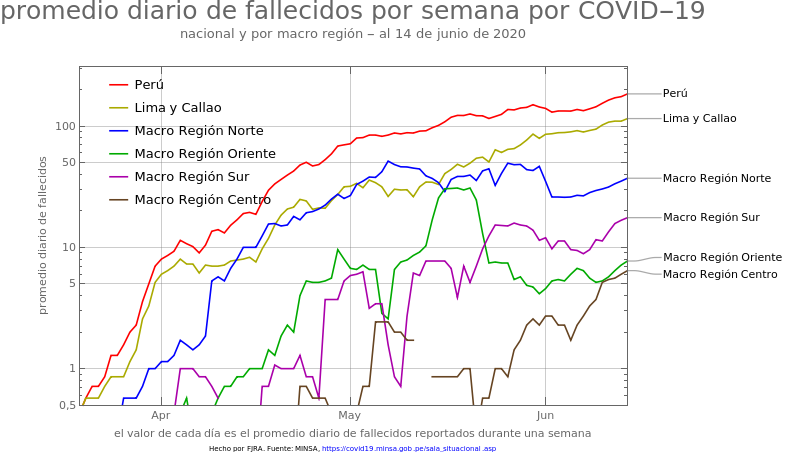 promedio diario de fallecidos por semana por COVID–19
nacional y por macro región – al 14 de junio de 2020
Perú
Lima y Callao
Macro Región Norte
Macro Región Oriente
Macro Región Sur
Macro Región Centro
promedio diario de fallecidos
100
50
10
5
1
0,5
Apr
May
Jun
Perú
Lima y Callao
Macro Región Norte
Macro Región Sur
Macro Región Oriente
Macro Región Centro
el valor de cada día es el promedio diario de fallecidos reportados durante una semana
Hecho por FJRA. Fuente: MINSA, https://covid19.minsa.gob.pe/sala_situacional .asp